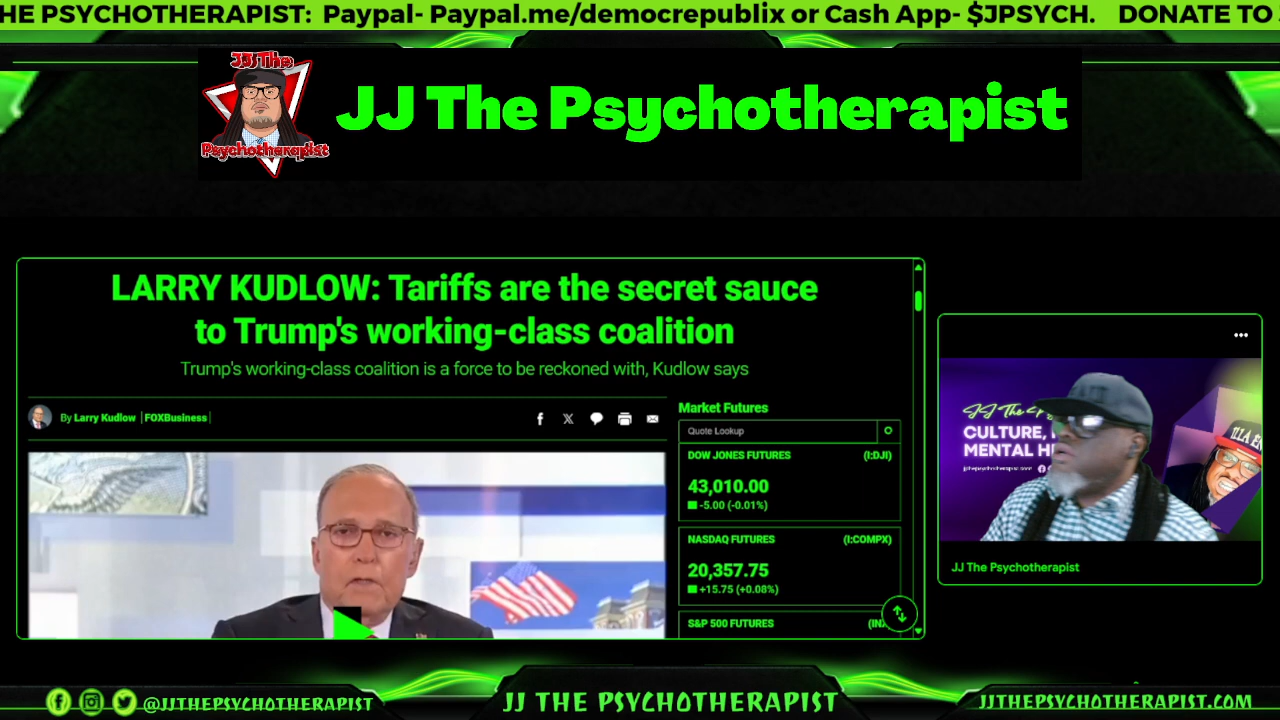 HE PSYCHOTHERAPIST: Paypal- Paypal.me/democrepublix or Cash App- $JPSYCH. DONATE TO
JJ The
Psychotherapist
JJ The Psychotherapist
LARRY KUDLOW: Tariffs are the secret sauce
to Trump's working-class coalition
Trump's working-class coalition is a force to be reckoned with, Kudlow says
By Larry Kudlow | FOXBusiness |
Market Futures
Quote Lookup
DOW JONES FUTURES (I:DJI)
43,010.00
-5.00 (-0.01%)
NASDAQ FUTURES (I:COMPX)
20,357.75
+15.75 (+0.08%)
S&P 500 FUTURES
JJ The
CULTURE,
MENTAL
JJ The Psychotherapist
@JJTHEPSYCHOTHERAPIST
JJ THE PSYCHOTHERAPIST
JJTHEPSYCHOTHERAPIST.COM